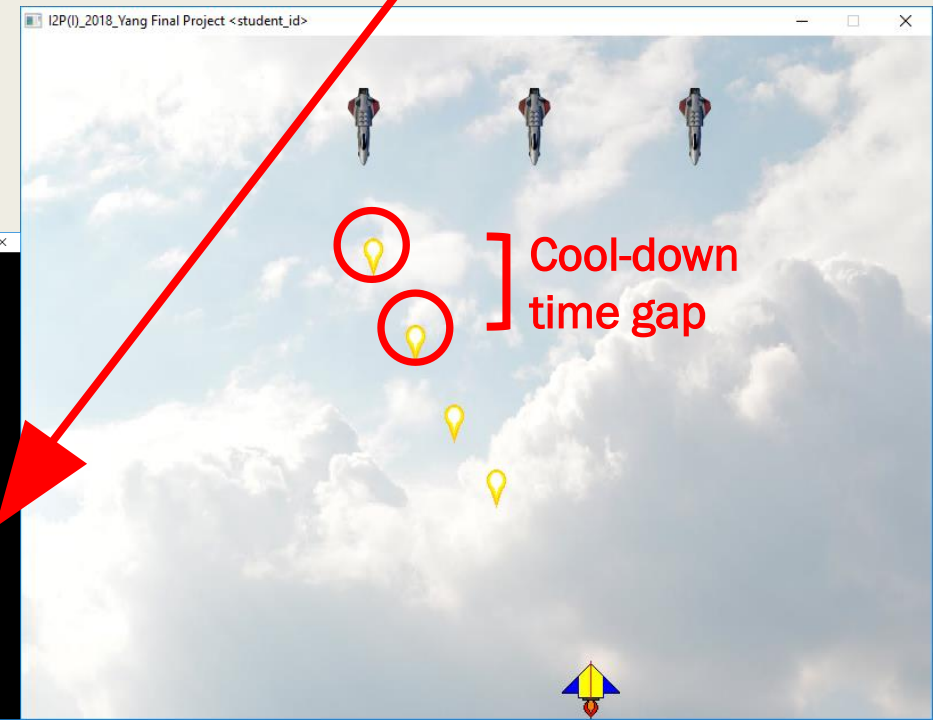 I2P(I)_2018_Yang Final Project <student_id>
Cool-down
time gap